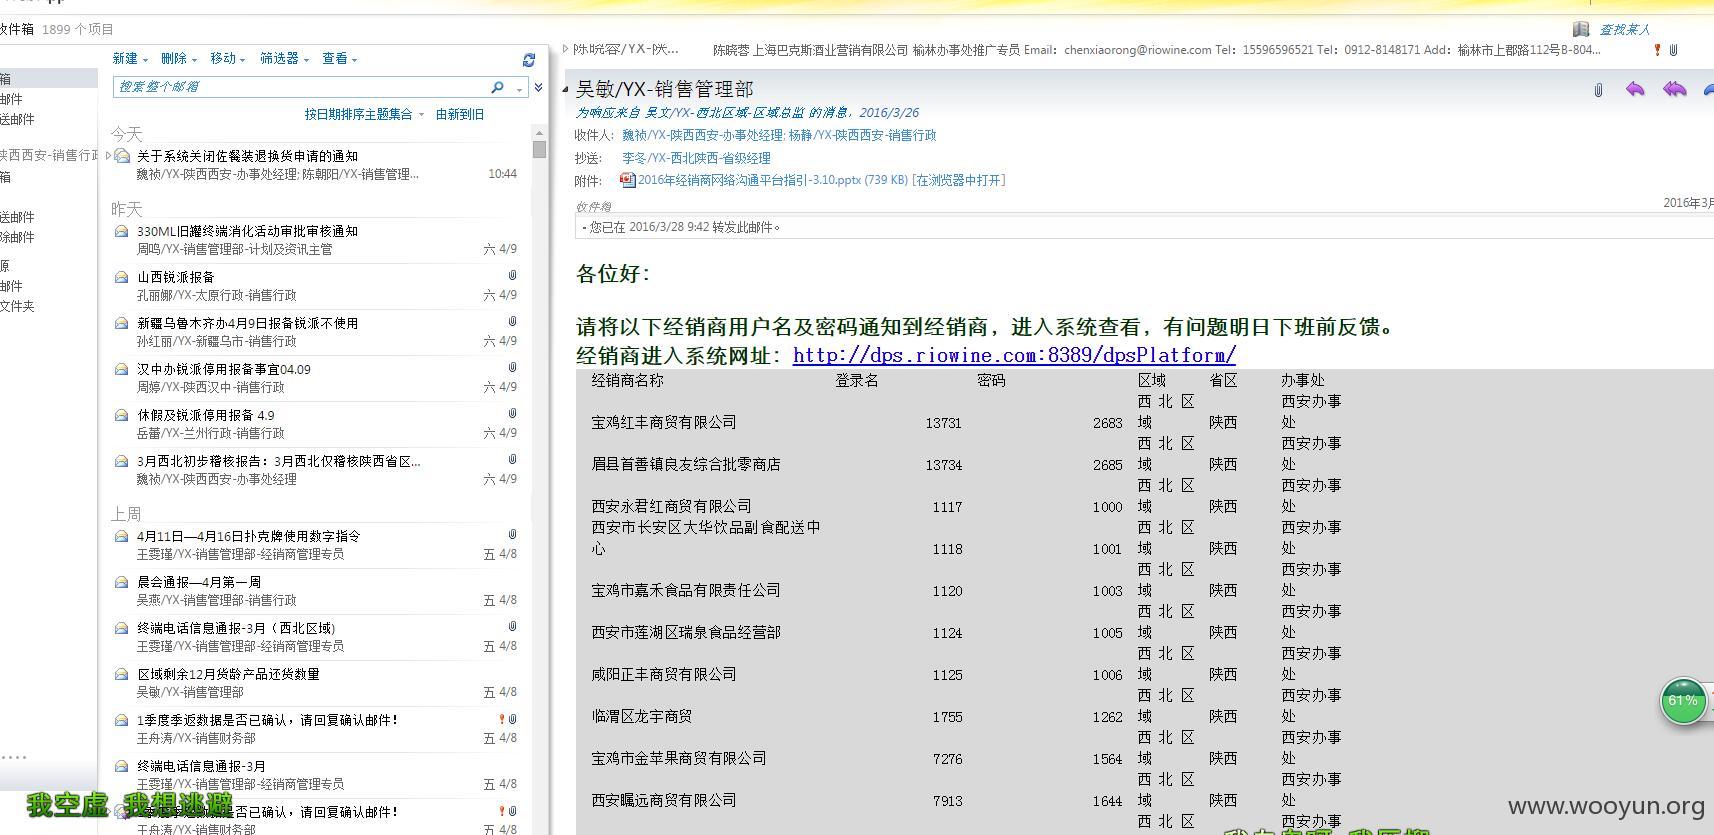 收件箱 1899 个项目
查找某人
新建 删除 移动 筛选器 查看
搜索整个邮箱
按日期排序主题集合 由新到旧
箱
邮件
送邮件
陕西西安-销售行政
箱
送邮件
除邮件
源
邮件
文件夹
今天
关于系统关闭佐餐装退换货申请的通知
魏祯/YX-陕西西安-办事处经理; 陈朝阳/YX-销售管理... 10:44
昨天
330ML旧罐终端消化活动审批审核通知
周鸣/YX-销售管理部-计划及资讯主管 六 4/9
山西锐派报备
孔丽娜/YX-太原行政-销售行政 六 4/9
新疆乌鲁木齐办4月9日报备锐派不使用
孙红丽/YX-新疆乌市-销售行政 六 4/9
汉中办锐派停用报备事宜04.09
周婷/YX-陕西汉中-销售行政 六 4/9
休假及锐派停用报备 4.9
岳蕾/YX-兰州行政-销售行政 六 4/9
3月西北初步稽核报告：3月西北仅稽核陕西省区...
魏祯/YX-陕西西安-办事处经理 六 4/9
上周
4月11日—4月16日扑克牌使用数字指令
王雯瑾/YX-销售管理部-经销商管理专员 五 4/8
晨会通报—4月第一周
吴燕/YX-销售管理部-销售行政 五 4/8
终端电话信息通报-3月（西北区域)
王雯瑾/YX-销售管理部-经销商管理专员 五 4/8
区域剩余12月货龄产品还货数量
吴敏/YX-销售管理部 五 4/8
1季度季返数据是否已确认，请回复确认邮件！
王舟涛/YX-销售财务部 五 4/8
终端电话信息通报-3月
王雯瑾/YX-销售管理部-经销商管理专员 五 4/8
季度季返数据是否已确认，请回复确认邮件！
王舟涛/YX-销售财务部 五 4/8
我空虚 我想逃避
陈晓蓉/YX-陕... 陈晓蓉 上海巴克斯酒业营销有限公司 榆林办事处推广专员 Email：chenxiaorong@riowine.com Tel：15596596521 Tel：0912-8148171 Add：榆林市上郡路112号B-804...
吴敏/YX-销售管理部
为响应来自 吴文/YX-西北区域-区域总监 的消息，2016/3/26
收件人: 魏祯/YX-陕西西安-办事处经理; 杨静/YX-陕西西安-销售行政
抄送: 李冬/YX-西北陕西-省级经理
附件: 2016年经销商网络沟通平台指引-3.10.pptx (739 KB) [在浏览器中打开]
收件箱 2016年3月
- 您已在 2016/3/28 9:42 转发此邮件。
各位好：
请将以下经销商用户名及密码通知到经销商，进入系统查看，有问题明日下班前反馈。
经销商进入系统网址：http://dps.riowine.com:8389/dpsPlatform/
经销商名称 登录名 密码 区域 省区 办事处
西北区 西安办事
宝鸡红丰商贸有限公司 13731 2683 域 陕西 处
西北区 西安办事
眉县首善镇良友综合批零商店 13734 2685 域 陕西 处
西北区 西安办事
西安永君红商贸有限公司 1117 1000 域 陕西 处
西安市长安区大华饮品副食配送中 西北区 西安办事
心 1118 1001 域 陕西 处
西北区 西安办事
宝鸡市嘉禾食品有限责任公司 1120 1003 域 陕西 处
西北区 西安办事
西安市莲湖区瑞泉食品经营部 1124 1005 域 陕西 处
西北区 西安办事
咸阳正丰商贸有限公司 1125 1006 域 陕西 处
西北区 西安办事
临渭区龙宇商贸 1755 1262 域 陕西 处
西北区 西安办事
宝鸡市金苹果商贸有限公司 7276 1564 域 陕西 处
西北区 西安办事
西安瞩远商贸有限公司 7913 1644 域 陕西 处
西北区 西安办事
61%
www.wooyun.org